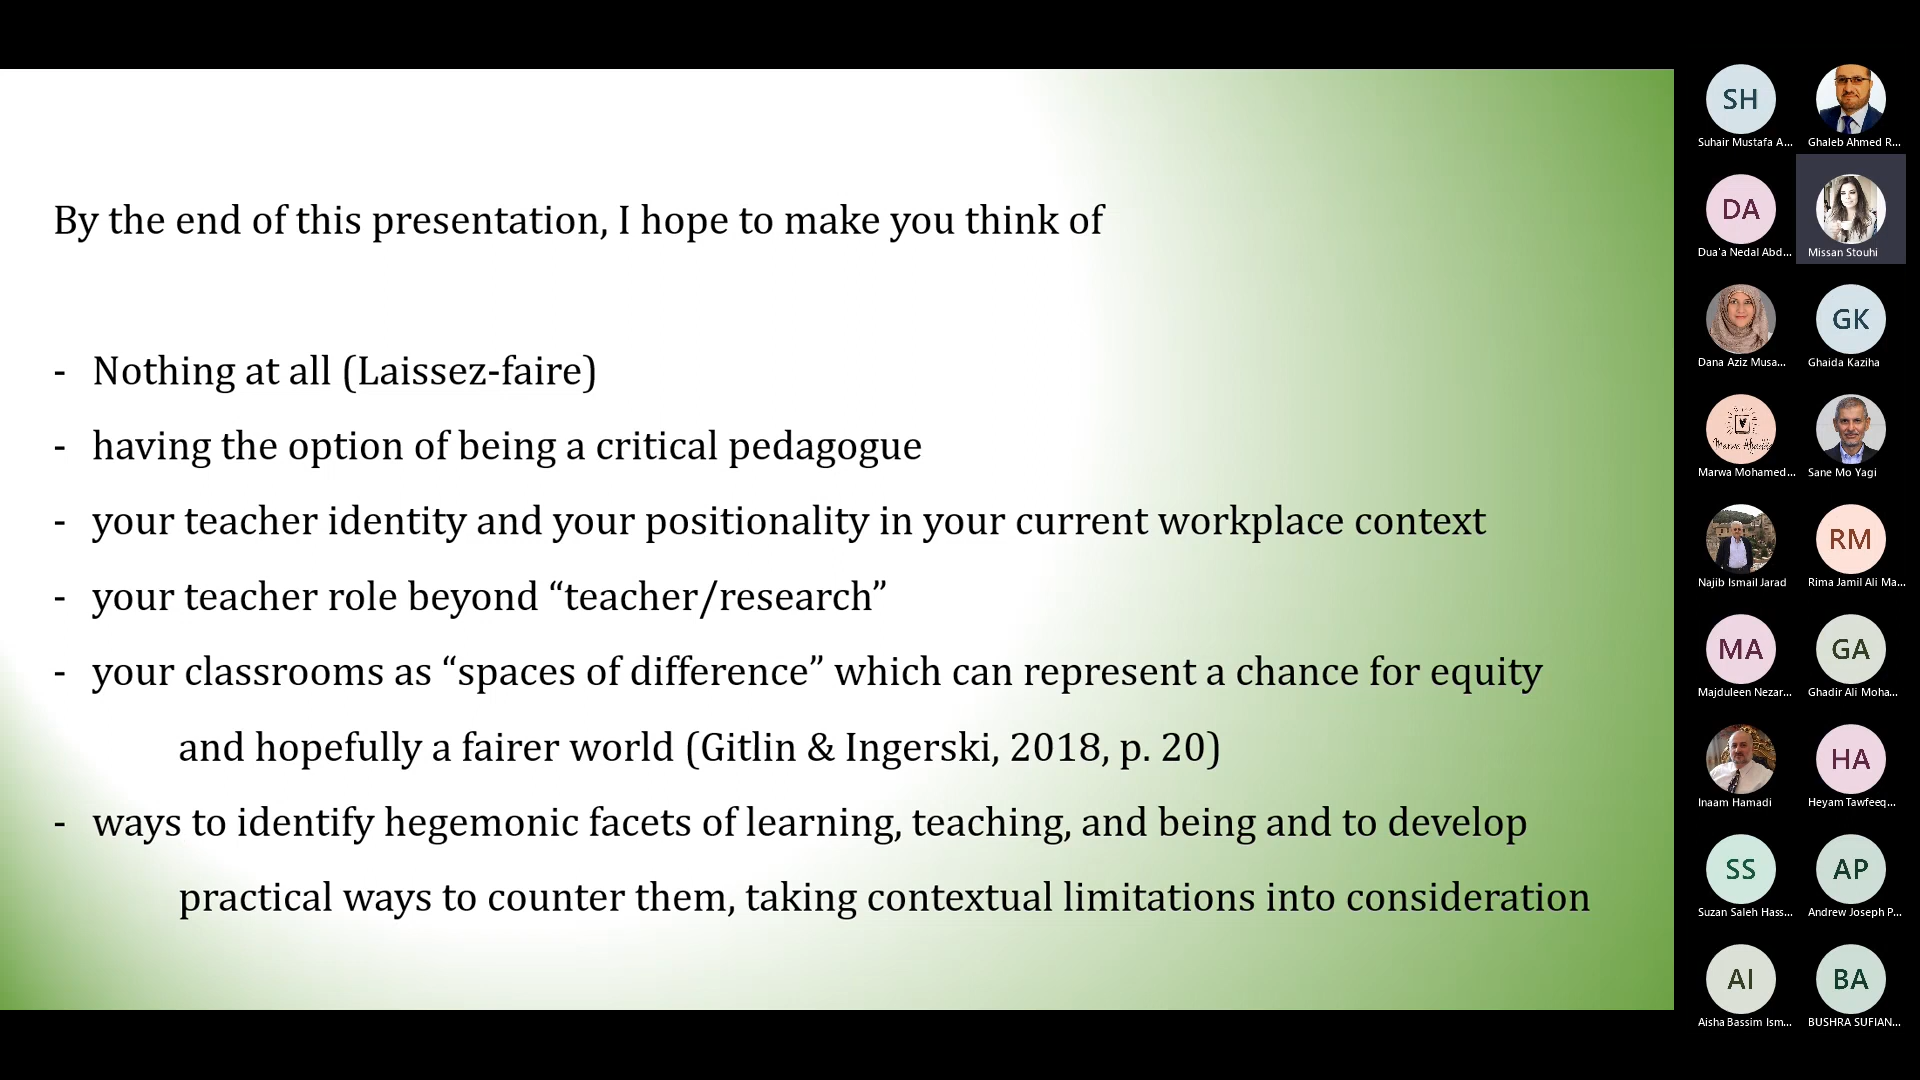 By the end of this presentation, I hope to make you think of
- Nothing at all (Laissez-faire)
- having the option of being a critical pedagogue
- your teacher identity and your positionality in your current workplace context
- your teacher role beyond “teacher/research”
- your classrooms as “spaces of difference” which can represent a chance for equity
and hopefully a fairer world (Gitlin & Ingerski, 2018, p. 20)
- ways to identify hegemonic facets of learning, teaching, and being and to develop
practical ways to counter them, taking contextual limitations into consideration
SH
Suhair Mustafa A...
Ghaleb Ahmed R...
DA
Dua'a Nedal Abd...
Missan Stouhi
Dana Aziz Musa...
GK
Ghaida Kaziha
Marwa Mohamed...
Sane Mo Yagi
Najib Ismail Jarad
RM
Rima Jamil Ali Ma...
MA
Majduleen Nezar...
GA
Ghadir Ali Moha...
Inaam Hamadi
HA
Heyam Tawfeeq...
SS
Suzan Saleh Hass...
AP
Andrew Joseph P...
AI
Aisha Bassim Ism...
BA
BUSHRA SUFIAN...